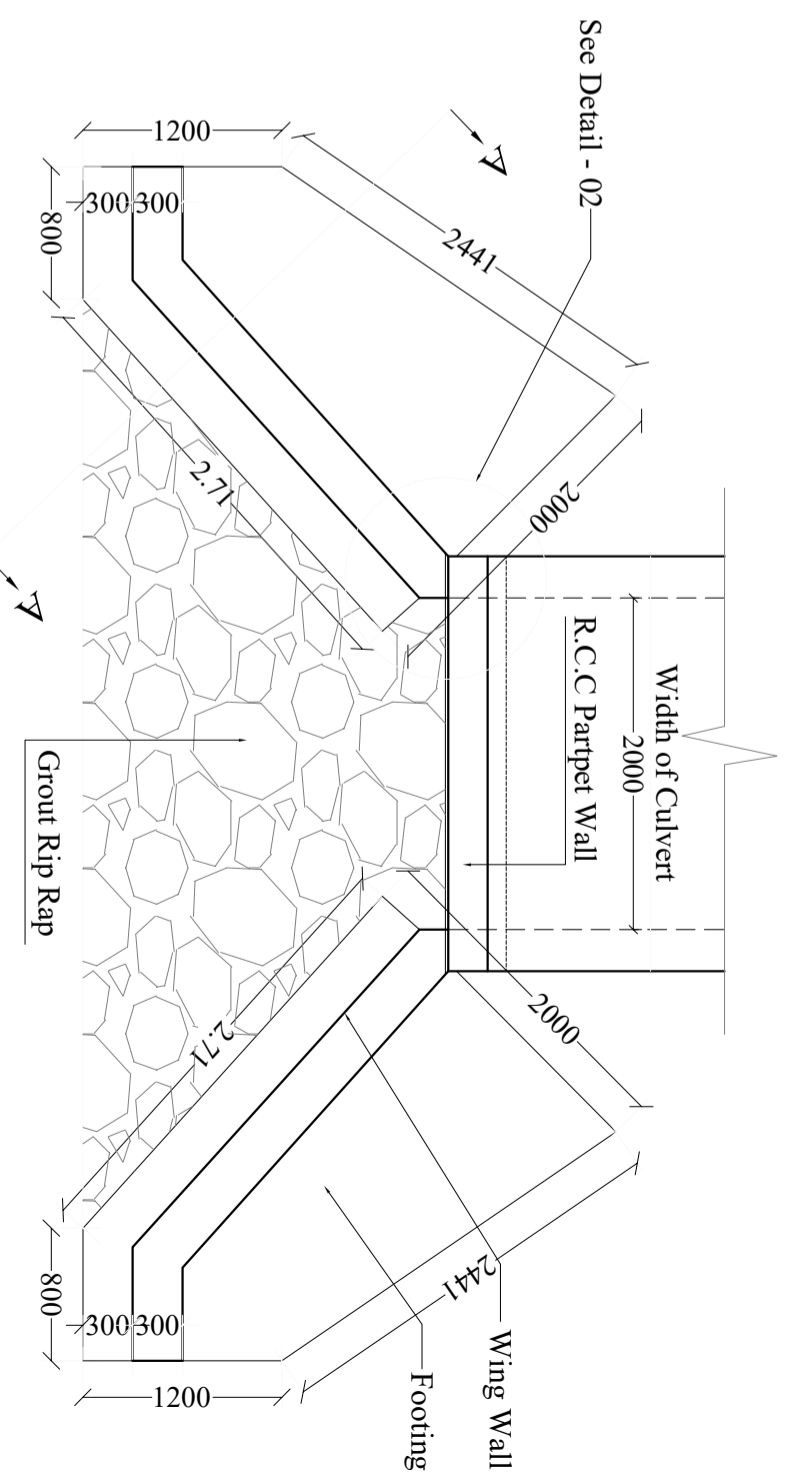 See Detail - 02
1200
800
300
300
2441
A
2000
2.71
A
Width of Culvert
2000
R.C.C Partpet Wall
Grout Rip Rap
2000
2.71
2441
Wing Wall
Footing
800
300
300
1200